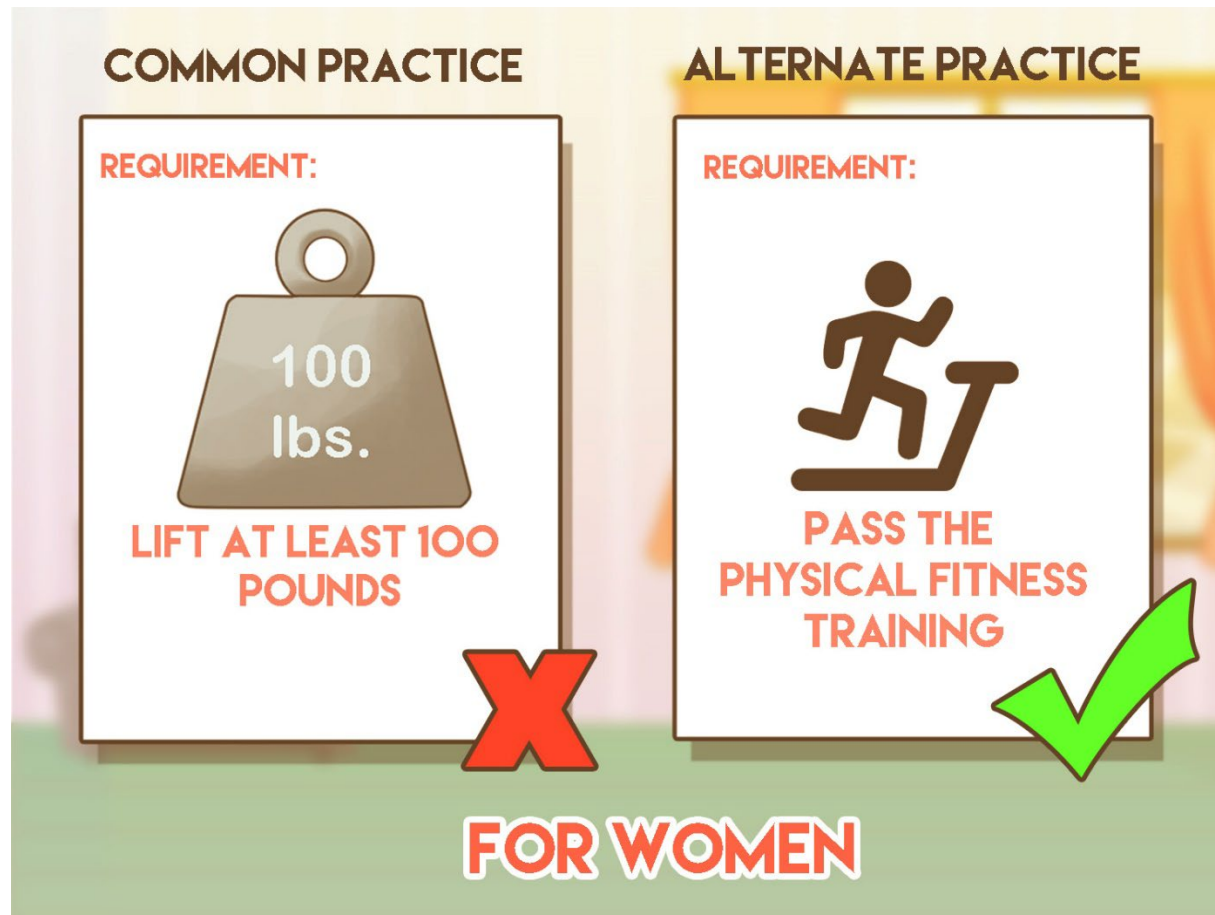 COMMON PRACTICE
REQUIREMENT:
100
lbs.
LIFT AT LEAST 100
POUNDS
ALTERNATE PRACTICE
REQUIREMENT:
PASS THE
PHYSICAL FITNESS
TRAINING
FOR WOMEN